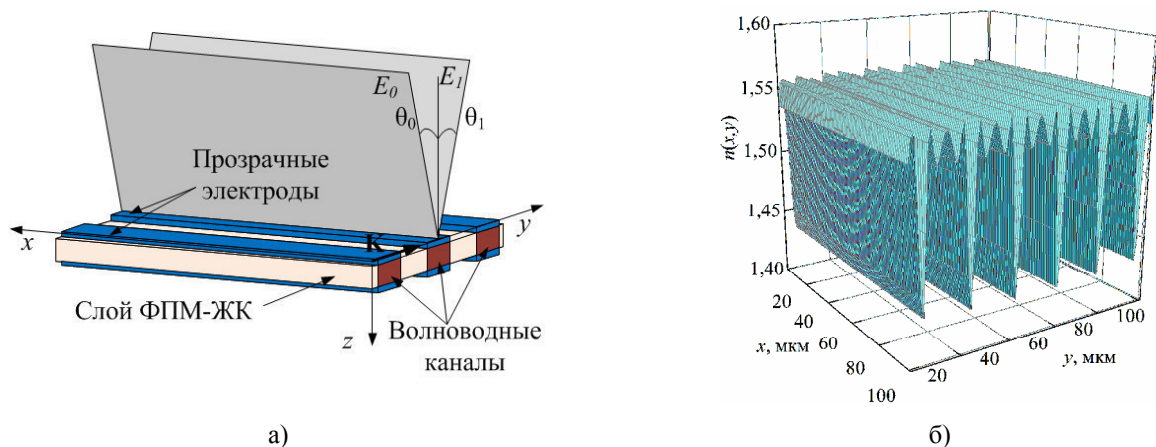 E0
E1
θ0
θ1
Прозрачные
электроды
x
K
y
Слой ФПМ-ЖК
z
Волноводные
каналы
а)
1,60
1,55
1,50
1,45
1,40
n(x,y)
20
40
60
80
100
x, мкм
20
40
60
80
100
y, мкм
б)